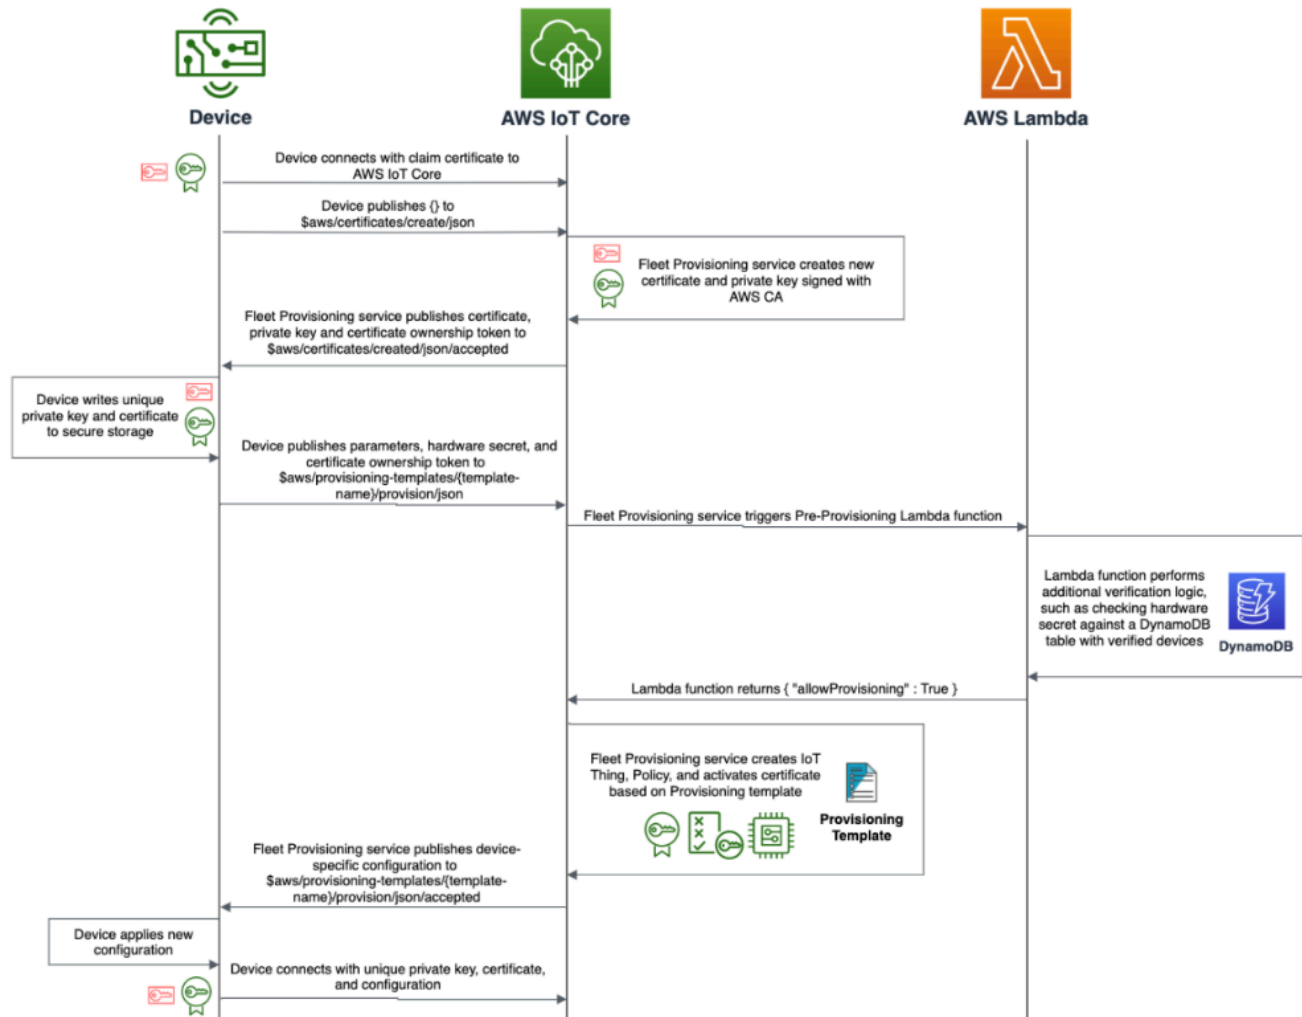 Device
AWS IoT Core
AWS Lambda
Device connects with claim certificate to
AWS IoT Core
Device publishes {} to
$aws/certificates/create/json
Fleet Provisioning service creates new
certificate and private key signed with
AWS CA
Fleet Provisioning service publishes certificate,
private key and certificate ownership token to
$aws/certificates/created/json/accepted
Device writes unique
private key and certificate
to secure storage
Device publishes parameters, hardware secret, and
certificate ownership token to
$aws/provisioning-templates/{template-
name}/provision/json
Fleet Provisioning service triggers Pre-Provisioning Lambda function
Lambda function performs
additional verification logic,
such as checking hardware
secret against a DynamoDB
table with verified devices
DynamoDB
Lambda function returns { "allowProvisioning" : True }
Fleet Provisioning service creates IoT
Thing, Policy, and activates certificate
based on Provisioning template
Provisioning
Template
Fleet Provisioning service publishes device-
specific configuration to
$aws/provisioning-templates/{template-
name}/provision/json/accepted
Device applies new
configuration
Device connects with unique private key, certificate,
and configuration